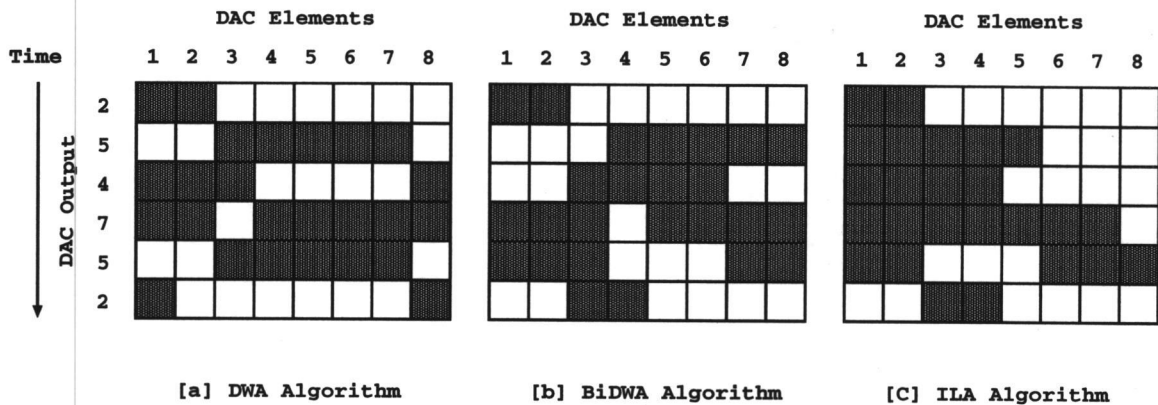 DAC Elements DAC Elements DAC Elements
Time 1 2 3 4 5 6 7 8 1 2 3 4 5 6 7 8 1 2 3 4 5 6 7 8
DAC Output
2
5
4
7
5
2
[a] DWA Algorithm [b] BiDWA Algorithm [C] ILA Algorithm